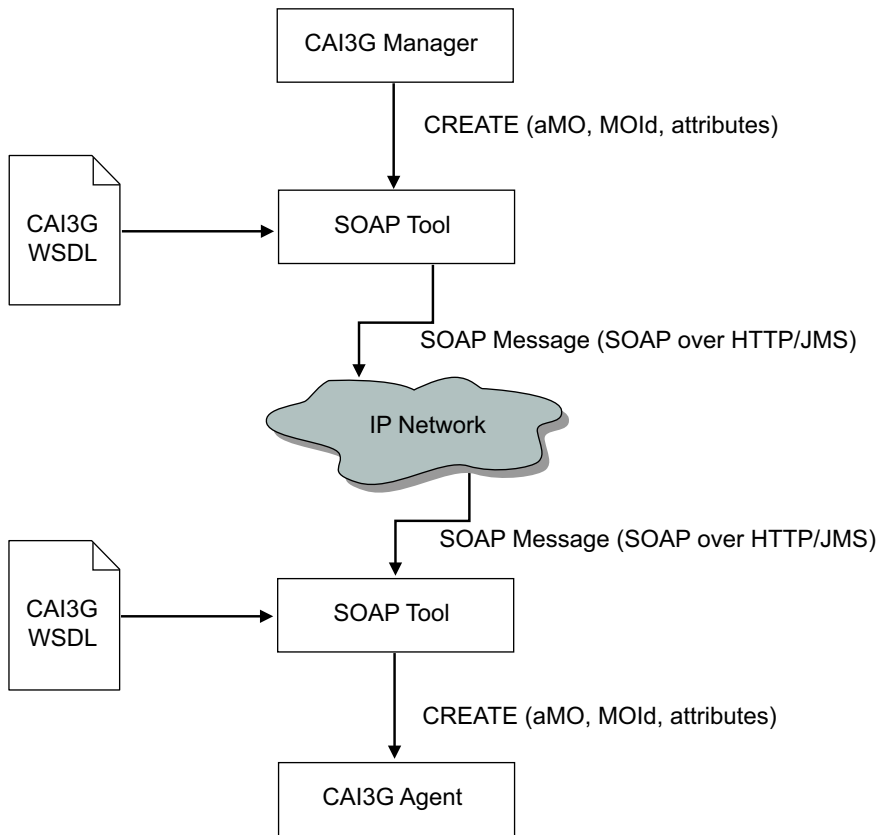 CAI3G Manager
CREATE (aMO, MOId, attributes)
CAI3G
WSDL
SOAP Tool
SOAP Message (SOAP over HTTP/JMS)
IP Network
SOAP Message (SOAP over HTTP/JMS)
CAI3G
WSDL
SOAP Tool
CREATE (aMO, MOId, attributes)
CAI3G Agent